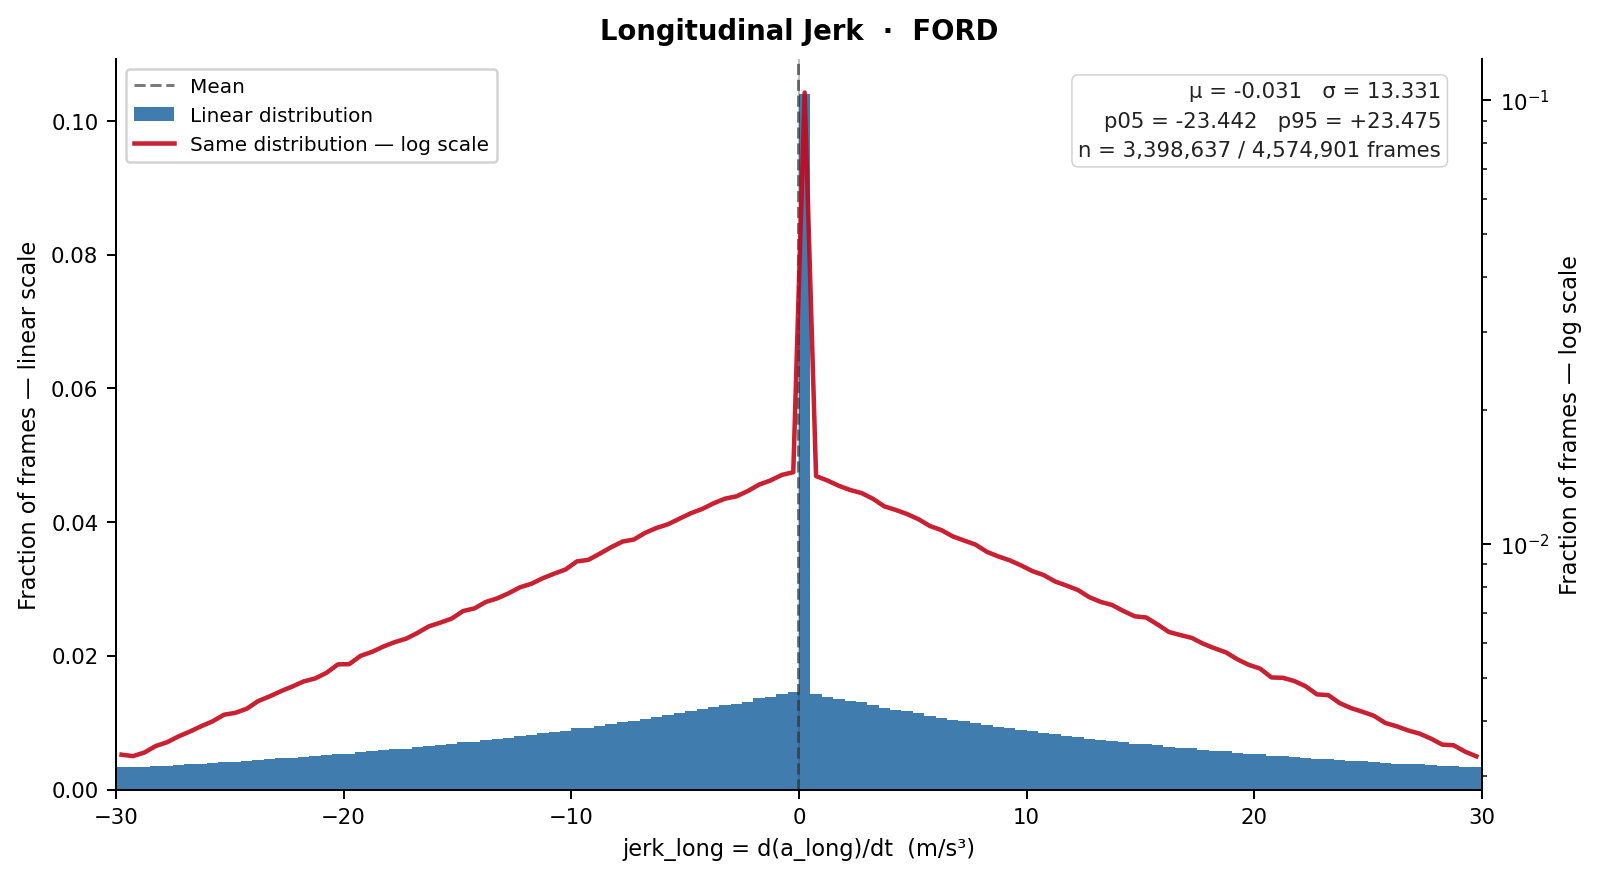 Longitudinal Jerk · FORD
Mean
Linear distribution
Same distribution — log scale
μ = -0.031 σ = 13.331
p05 = -23.442 p95 = +23.475
n = 3,398,637 / 4,574,901 frames
Fraction of frames — linear scale
0.10
0.08
0.06
0.04
0.02
0.00
10⁻¹
10⁻²
Fraction of frames — log scale
−30 −20 −10 0 10 20 30
jerk_long = d(a_long)/dt (m/s³)